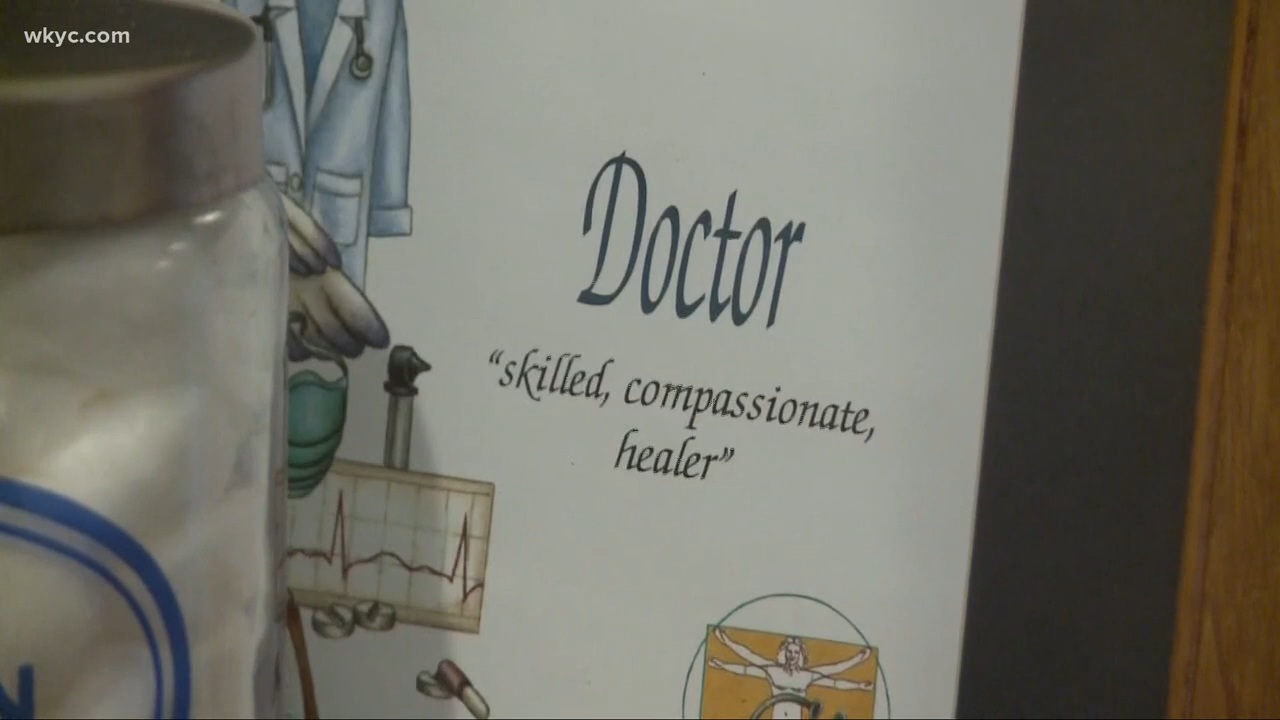 wkyc.com
Doctor
“skilled, compassionate,
healer”